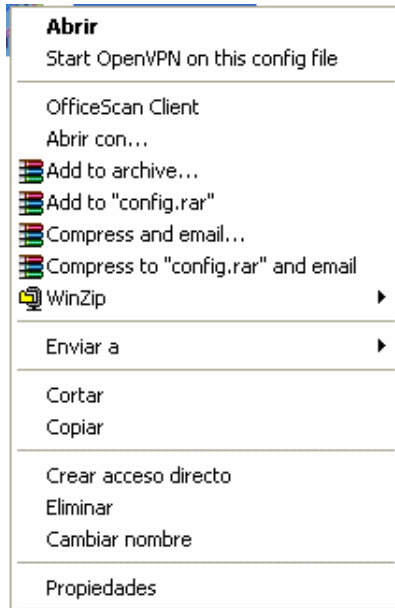 Abrir
Start OpenVPN on this config file
OfficeScan Client
Abrir con...
Add to archive...
Add to "config.rar"
Compress and email...
Compress to "config.rar" and email
WinZip
Enviar a
Cortar
Copiar
Crear acceso directo
Eliminar
Cambiar nombre
Propiedades